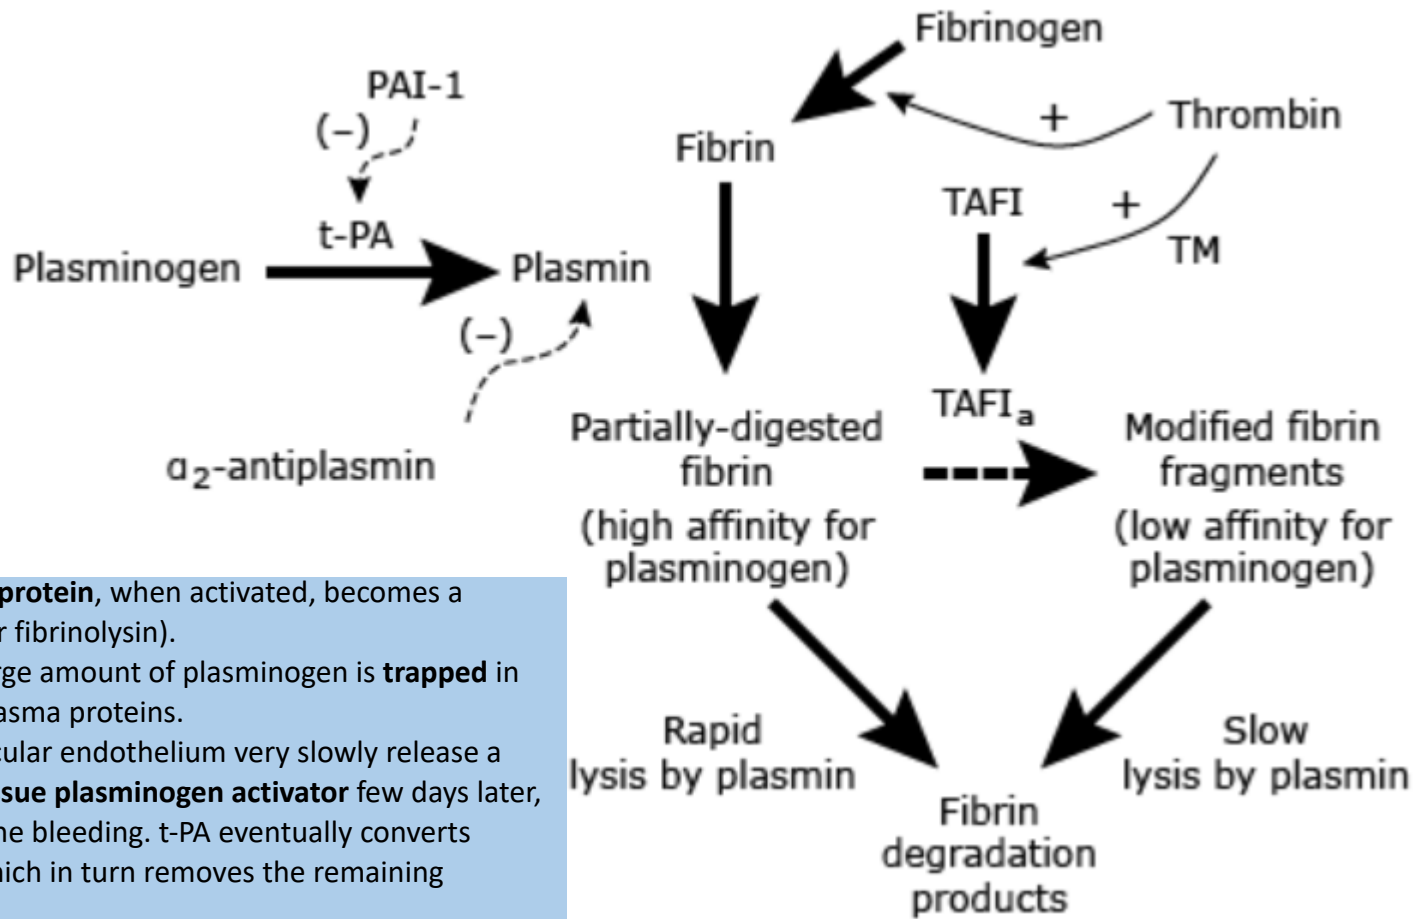 Fibrinogen
PAI-1
(–)
+
Thrombin
Fibrin
TAFI
+
t-PA
TM
Plasminogen
Plasmin
(–)
TAFIa
Partially-digested
fibrin
(high affinity for
plasminogen)
Modified fibrin
fragments
(low affinity for
plasminogen)
α2-antiplasmin
protein, when activated, becomes a
r fibrinolysin).
rge amount of plasminogen is trapped in
asma proteins.
cular endothelium very slowly release a
sue plasminogen activator few days later,
ne bleeding. t-PA eventually converts
ich in turn removes the remaining
Rapid
lysis by plasmin
Slow
lysis by plasmin
Fibrin
degradation
products